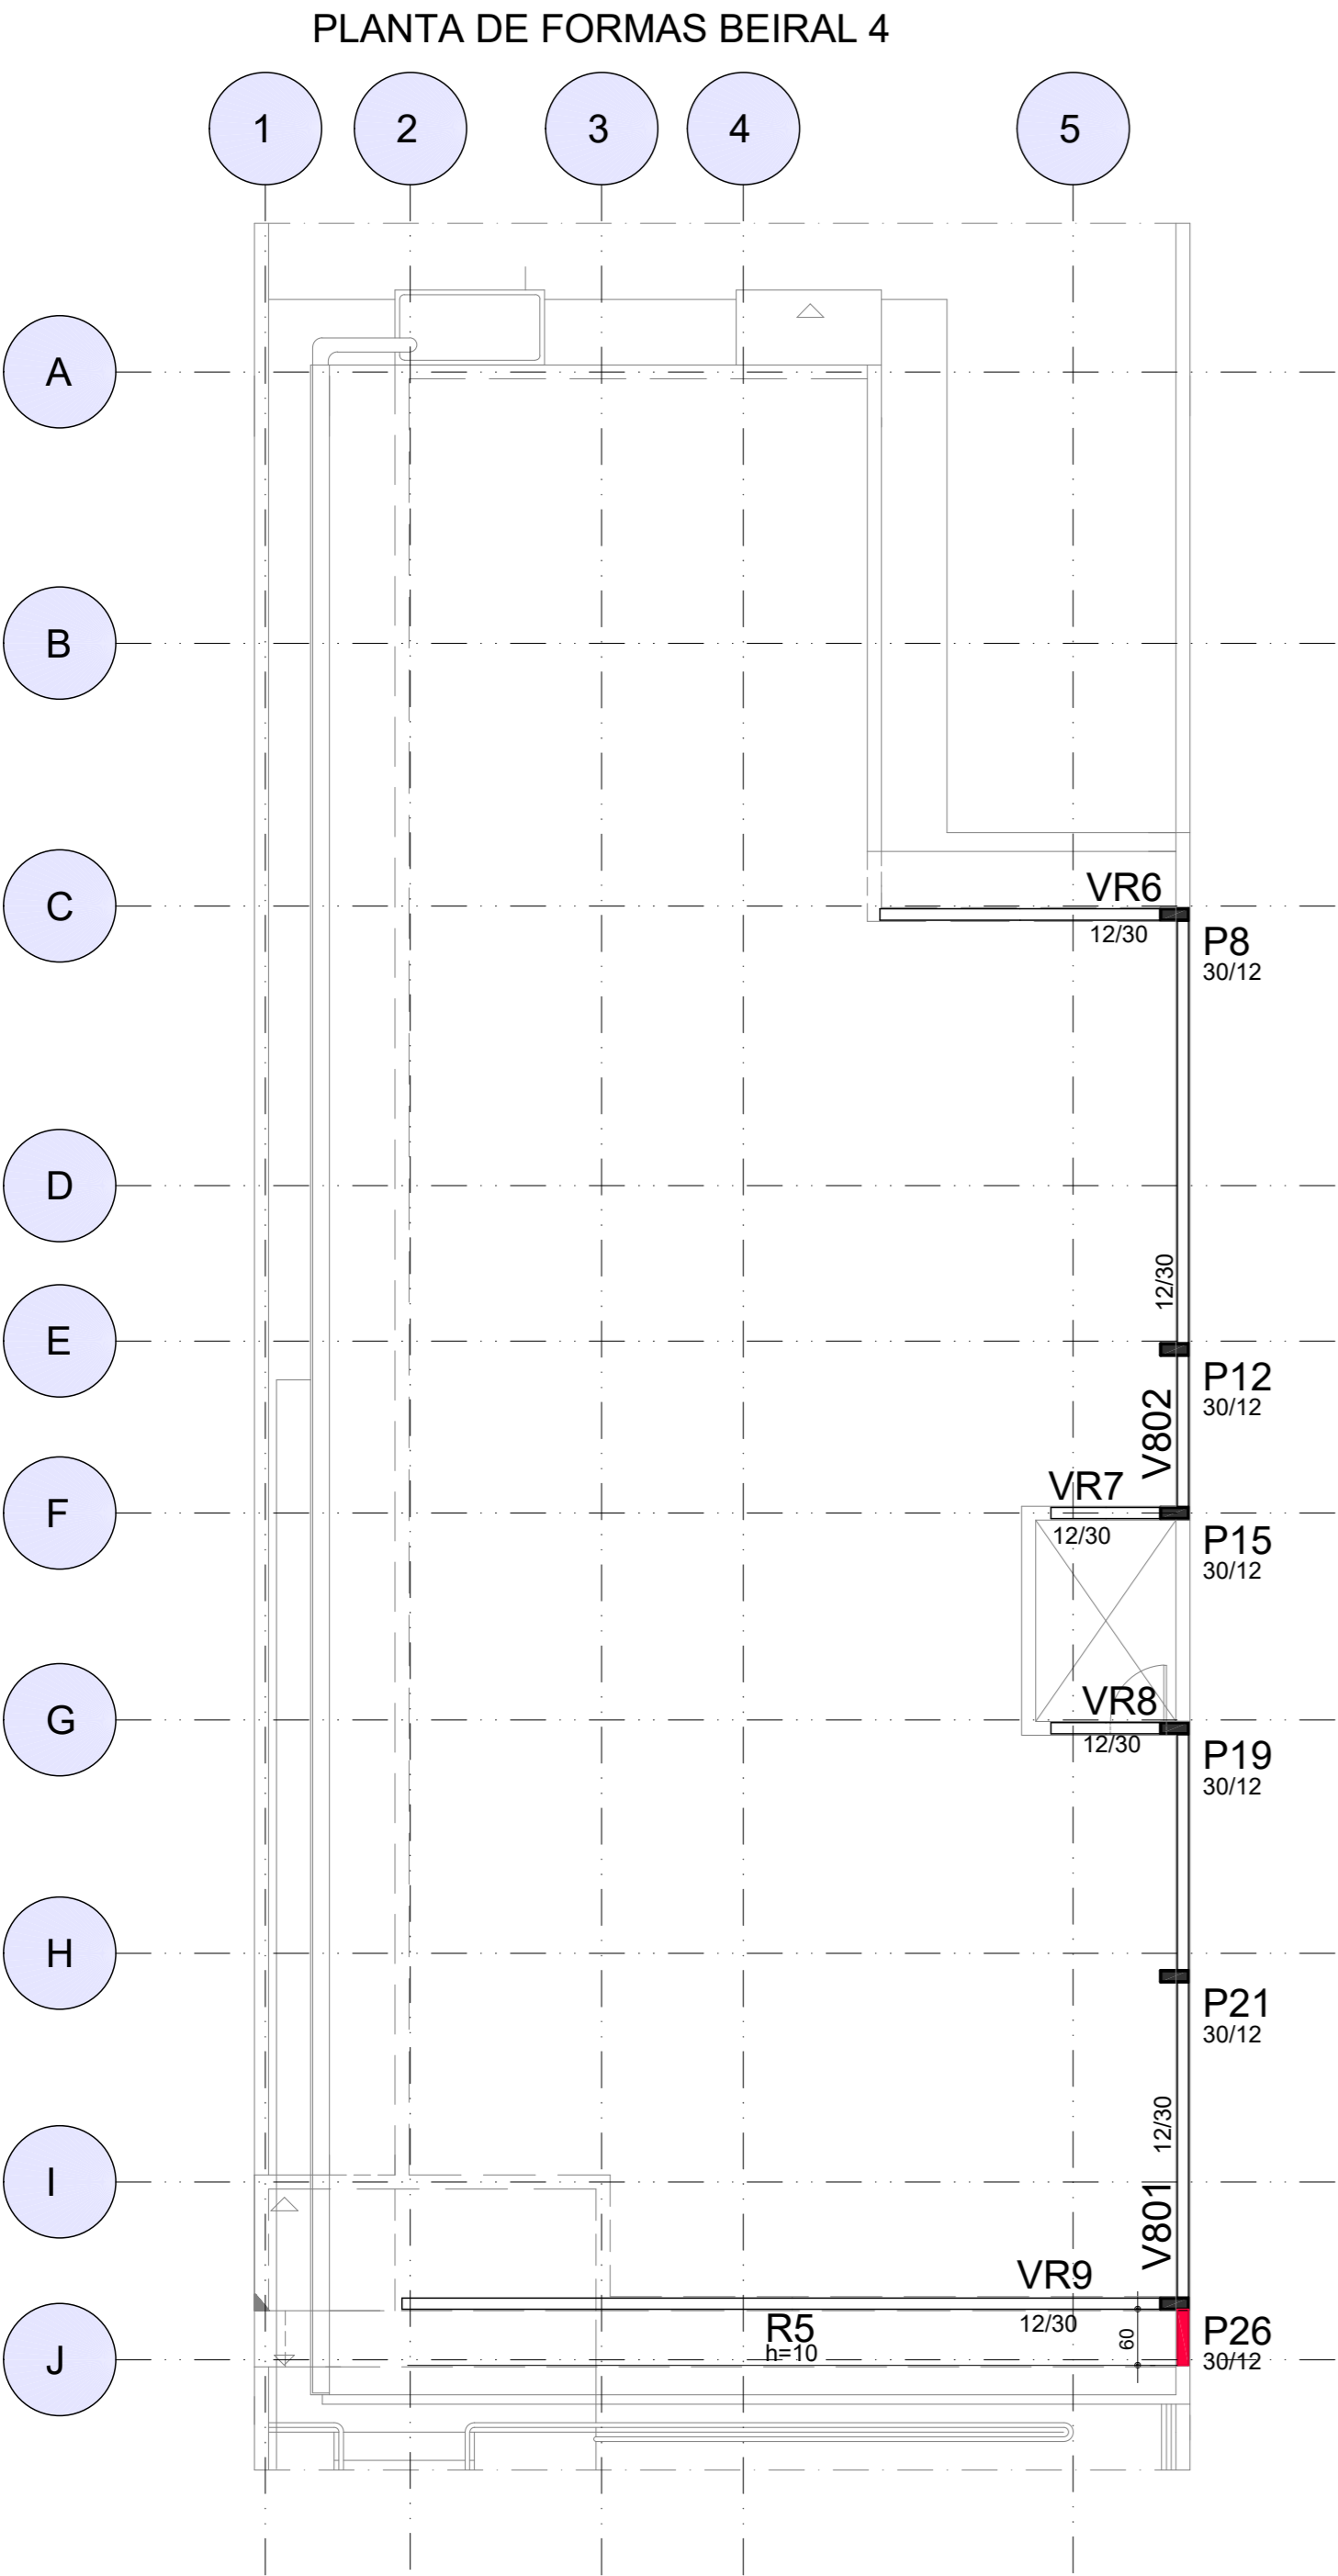 PLANTA DE FORMAS BEIRAL 4
1 2 3 4 5
A
B
C
VR6
12/30
P8
30/12
D
12/30
E
P12
30/12
V802
VR7
F
12/30
P15
30/12
VR8
G
12/30
P19
30/12
H
P21
30/12
12/30
I
V801
VR9
12/30
R5
h=10
60
J
P26
30/12